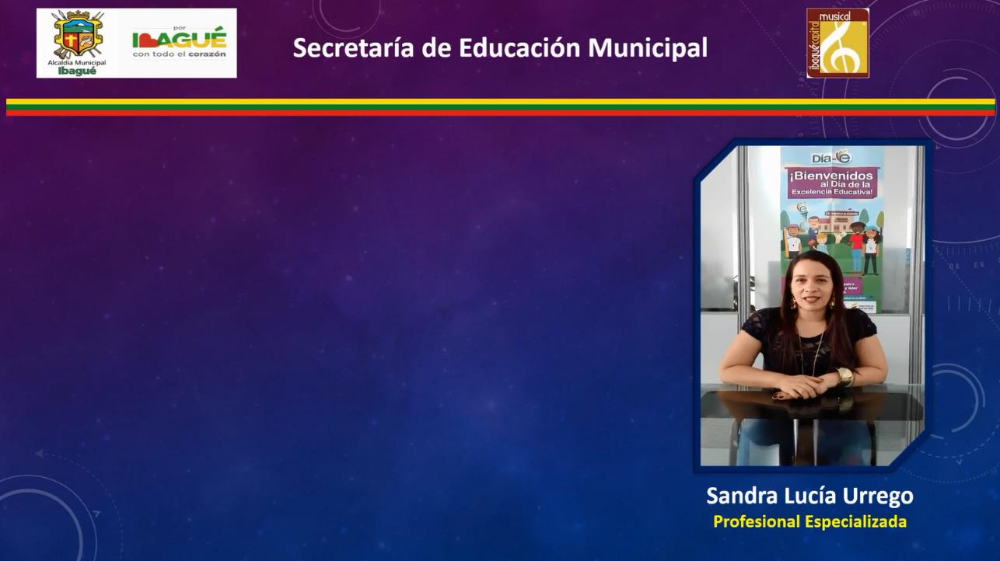 Alcaldía Municipal
Ibagué
por
IBAGUÉ
con todo el corazón
Secretaría de Educación Municipal
musical
ibaguécapital
Día-e
¡Bienvenidos
al Día de la
Excelencia Educativa!
Sandra Lucía Urrego
Profesional Especializada